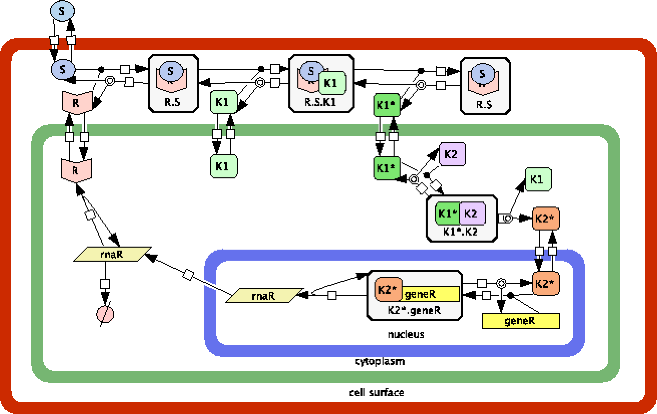 S
S
S
S
S
R
K1
K1*
R.S
R.S.K1
R.S
R
K1
K1*
K2
K1
K1* K2
K1*.K2
K2*
rnaR
rnaR
K2*
geneR
K2*.geneR
K2*
geneR
nucleus
cytoplasm
cell surface